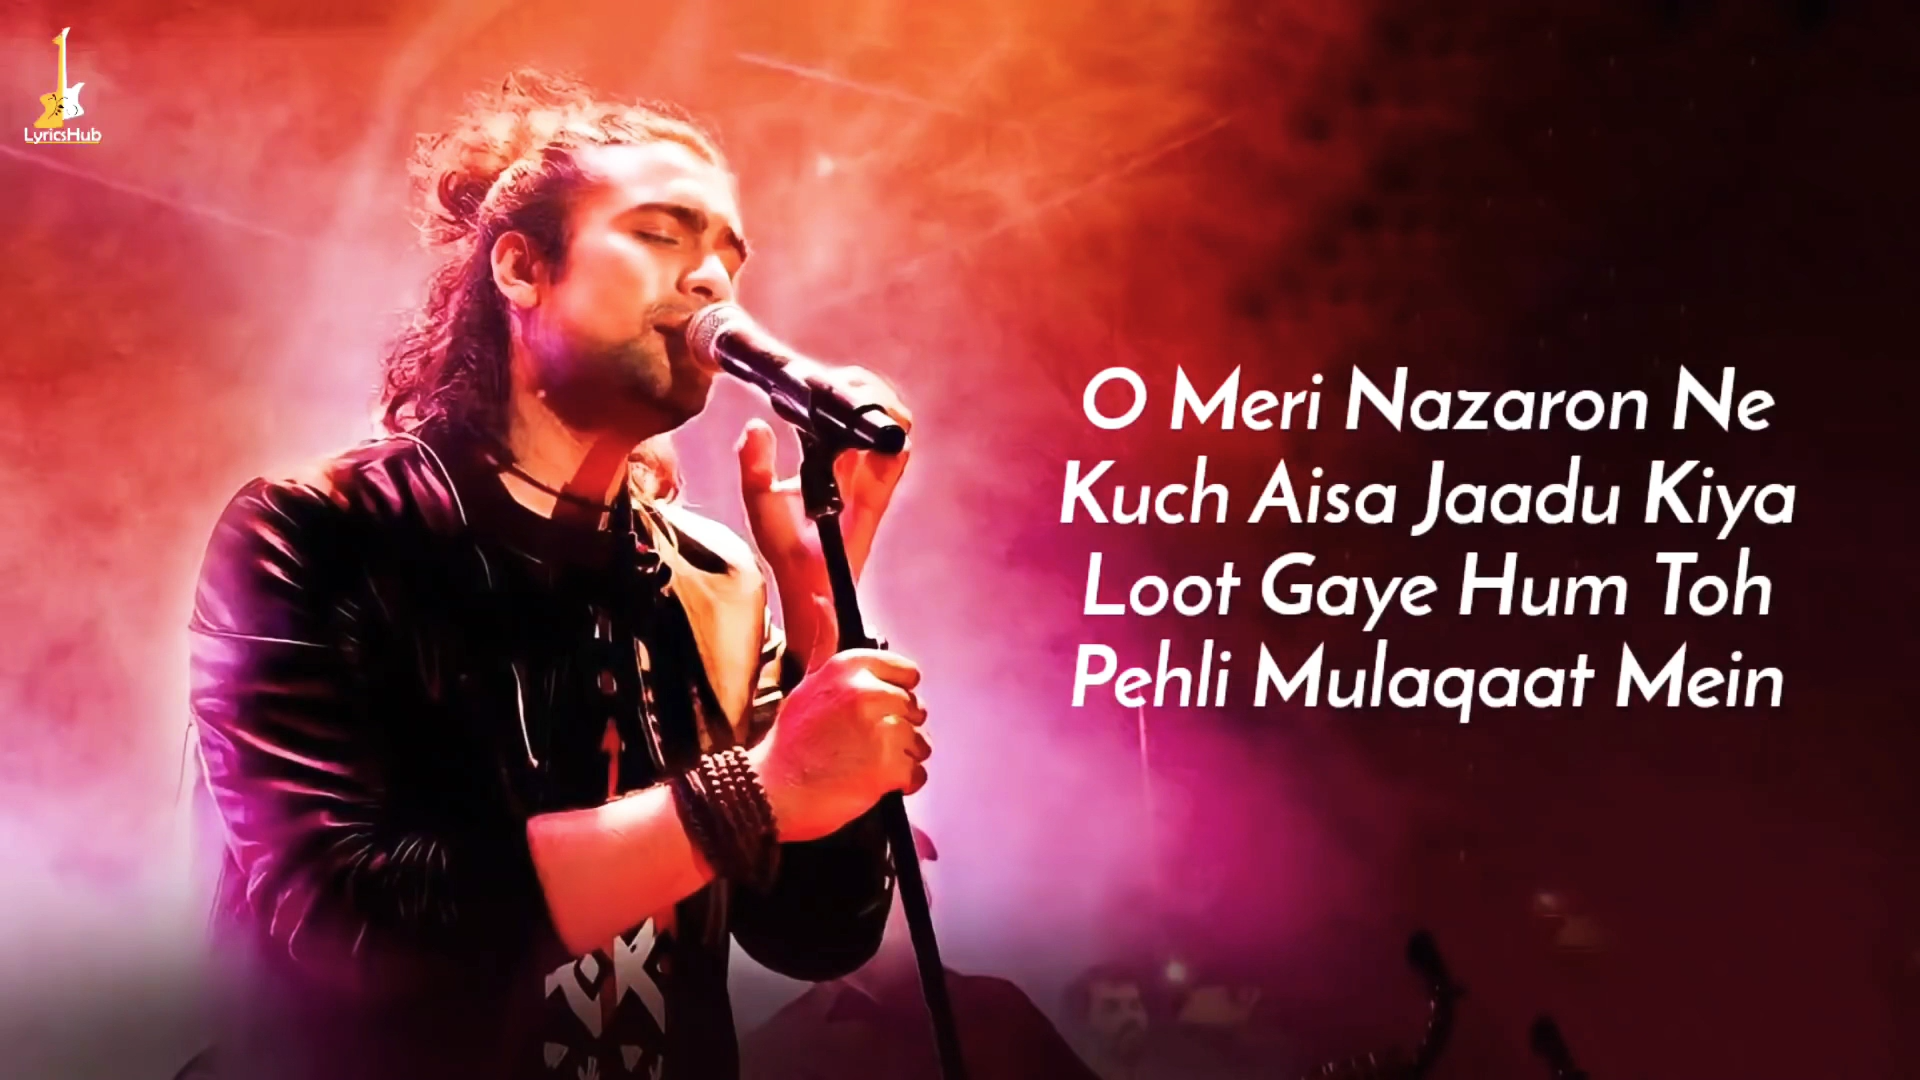 LyricsHub
O Meri Nazaron Ne
Kuch Aisa Jaadu Kiya
Loot Gaye Hum Toh
Pehli Mulaqaat Mein